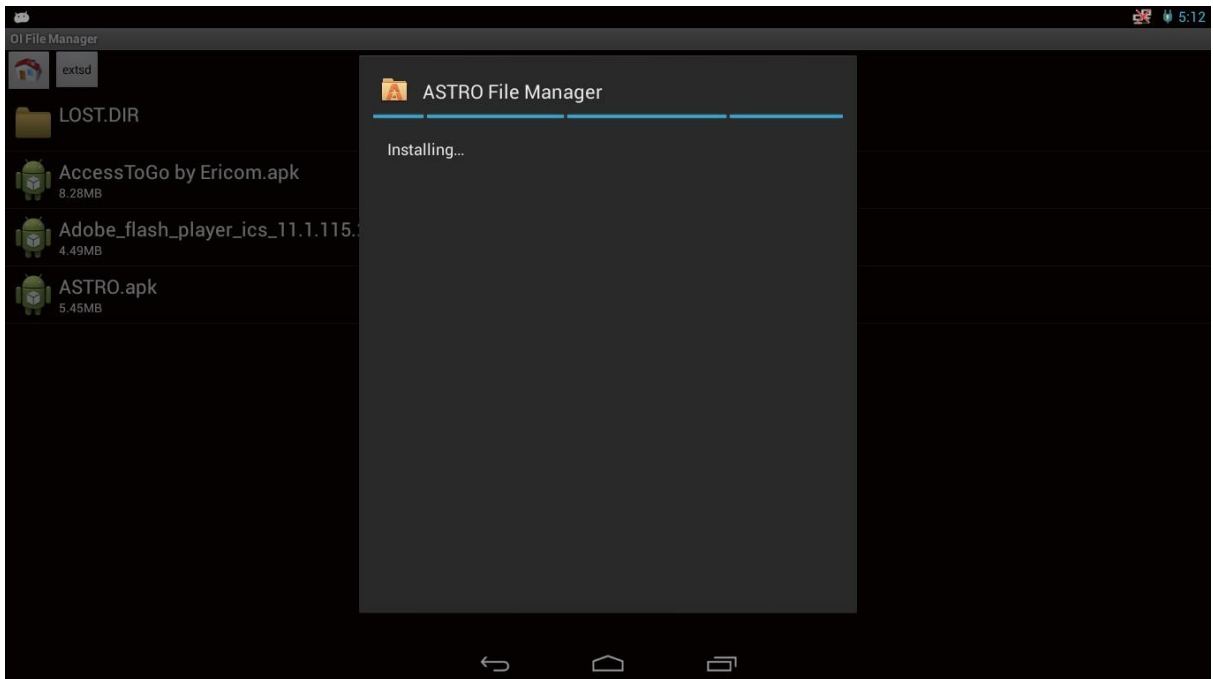 5:12
OI File Manager
extsd
LOST.DIR
AccessToGo by Ericom.apk
8.28MB
Adobe_flash_player_ics_11.1.115.
4.49MB
ASTRO.apk
5.45MB
ASTRO File Manager
Installing...